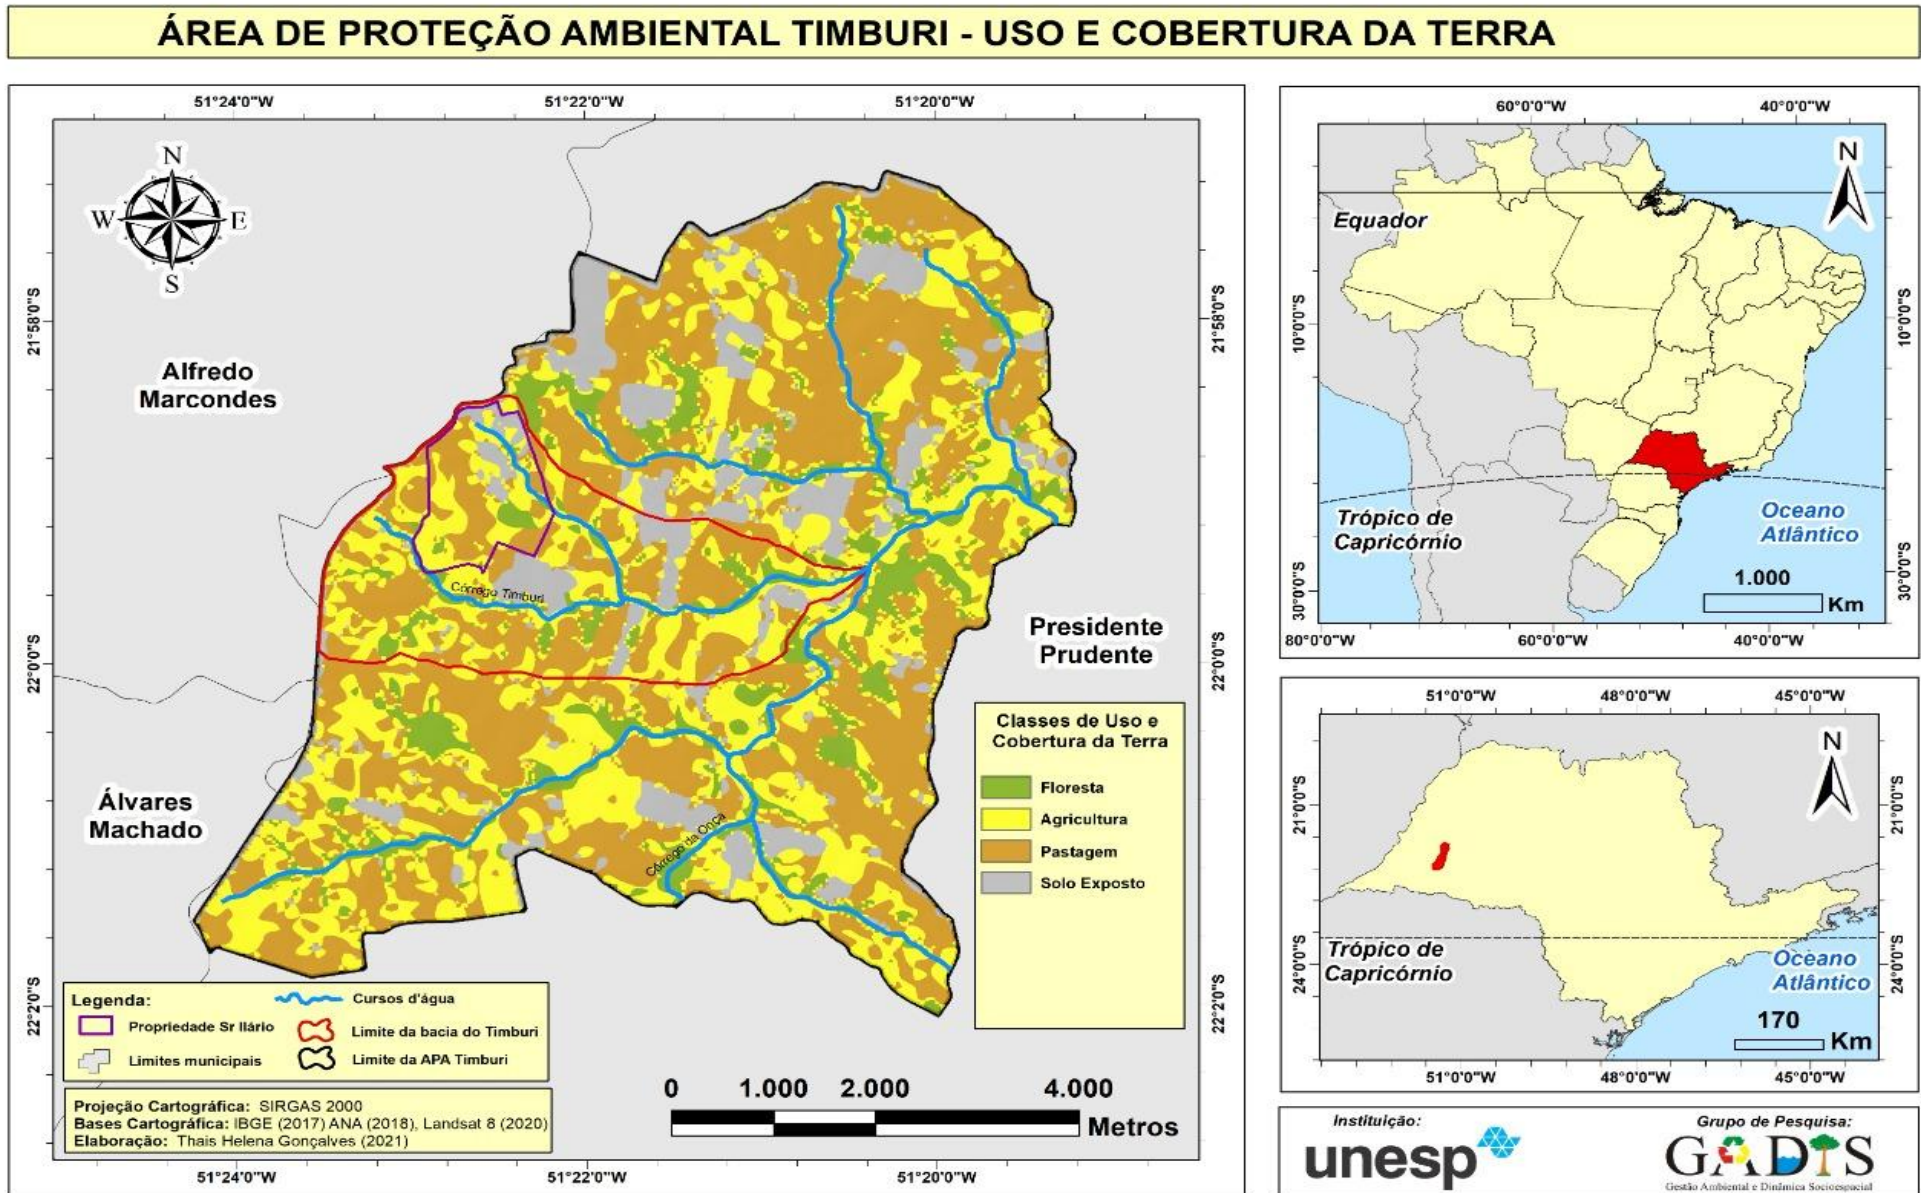 ÁREA DE PROTEÇÃO AMBIENTAL TIMBURI - USO E COBERTURA DA TERRA
51°24'0"W
51°22'0"W
51°20'0"W
N
W
E
S
21°58'0"S
21°58'0"S
Alfredo
Marcondes
Córrego Timburi
Presidente
Prudente
22°0'0"S
22°0'0"S
Álvares
Machado
Córrego da Onça
Classes de Uso e
Cobertura da Terra
Floresta
Agricultura
Pastagem
Solo Exposto
22°2'0"S
22°2'0"S
Legenda:
Cursos d'água
Propriedade Sr Ilário
Limite da bacia do Timburi
Limites municipais
Limite da APA Timburi
Projeção Cartográfica: SIRGAS 2000
Bases Cartográfica: IBGE (2017) ANA (2018), Landsat 8 (2020)
Elaboração: Thais Helena Gonçalves (2021)
0
1.000
2.000
4.000
Metros
51°24'0"W
51°22'0"W
51°20'0"W
60°0'0"W
40°0'0"W
N
Equador
10°0'0"S
10°0'0"S
Trópico de
Capricórnio
Oceano
Atlântico
1.000
Km
30°0'0"S
30°0'0"S
80°0'0"W
60°0'0"W
40°0'0"W
51°0'0"W
48°0'0"W
45°0'0"W
N
21°0'0"S
21°0'0"S
Trópico de
Capricórnio
Oceano
Atlântico
24°0'0"S
24°0'0"S
170
Km
51°0'0"W
48°0'0"W
45°0'0"W
Instituição:
unesp
Grupo de Pesquisa:
GADIS
Gestão Ambiental e Dinâmica Socioespacial